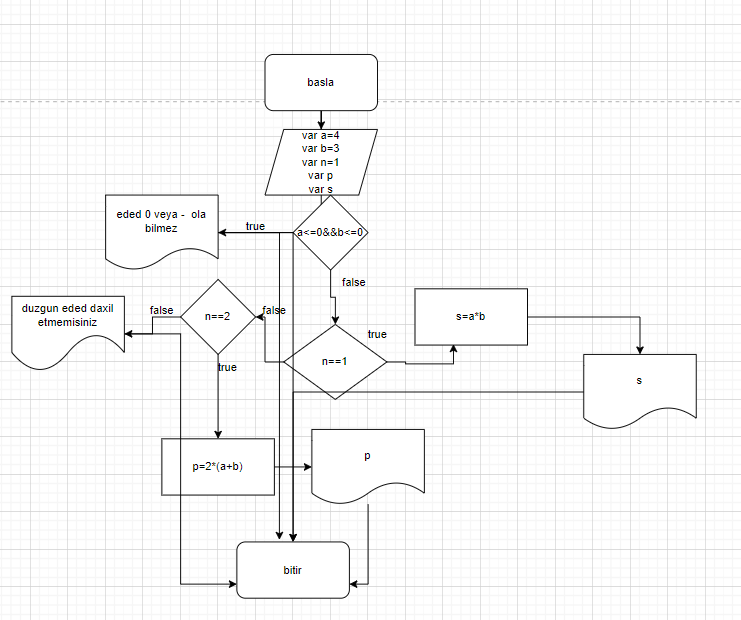 basla
var a=4
var b=3
var n=1
var p
var s
eded 0 veya - ola
bilmez
true
a<=0&&b<=0
false
duzgun eded daxil
etmemisiniz
false
n==2
false
true
n==1
true
s=a*b
s
p=2*(a+b)
p
bitir